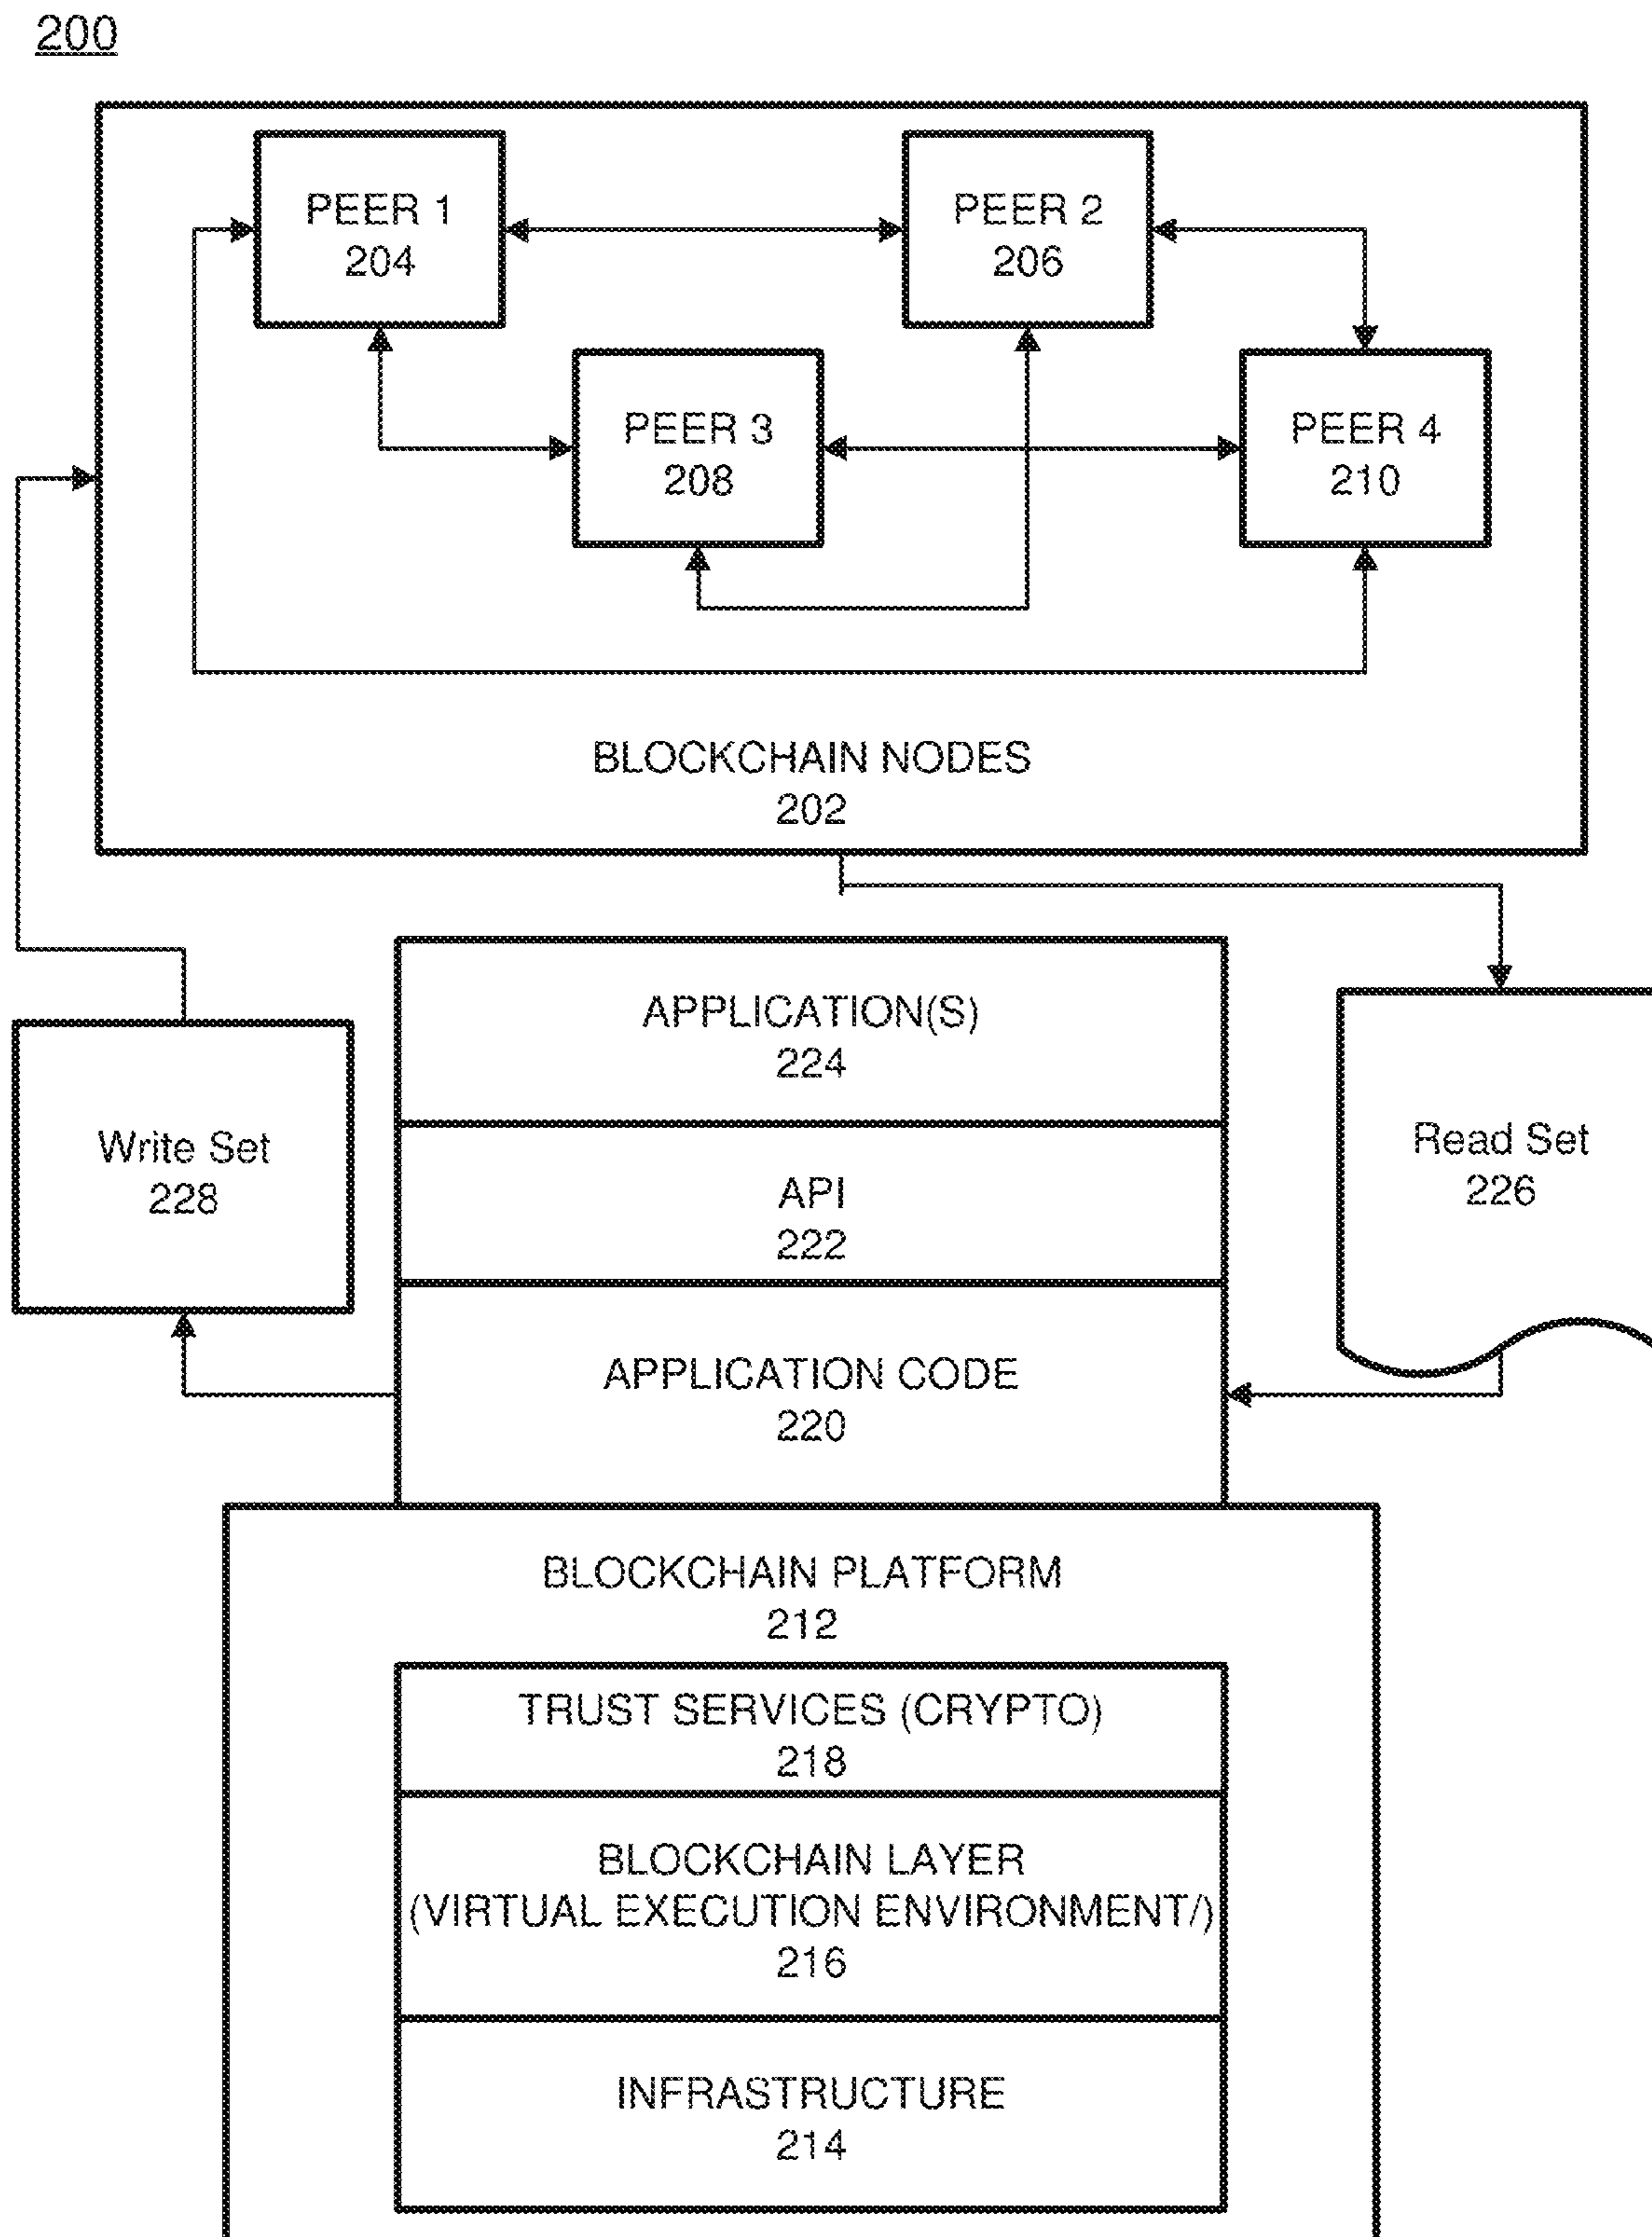 200
PEER 1
204
PEER 2
206
PEER 3
208
PEER 4
210
BLOCKCHAIN NODES
202
APPLICATION(S)
224
Write Set
228
API
222
Read Set
226
APPLICATION CODE
220
BLOCKCHAIN PLATFORM
212
TRUST SERVICES (CRYPTO)
218
BLOCKCHAIN LAYER
(VIRTUAL EXECUTION ENVIRONMENT/)
216
INFRASTRUCTURE
214